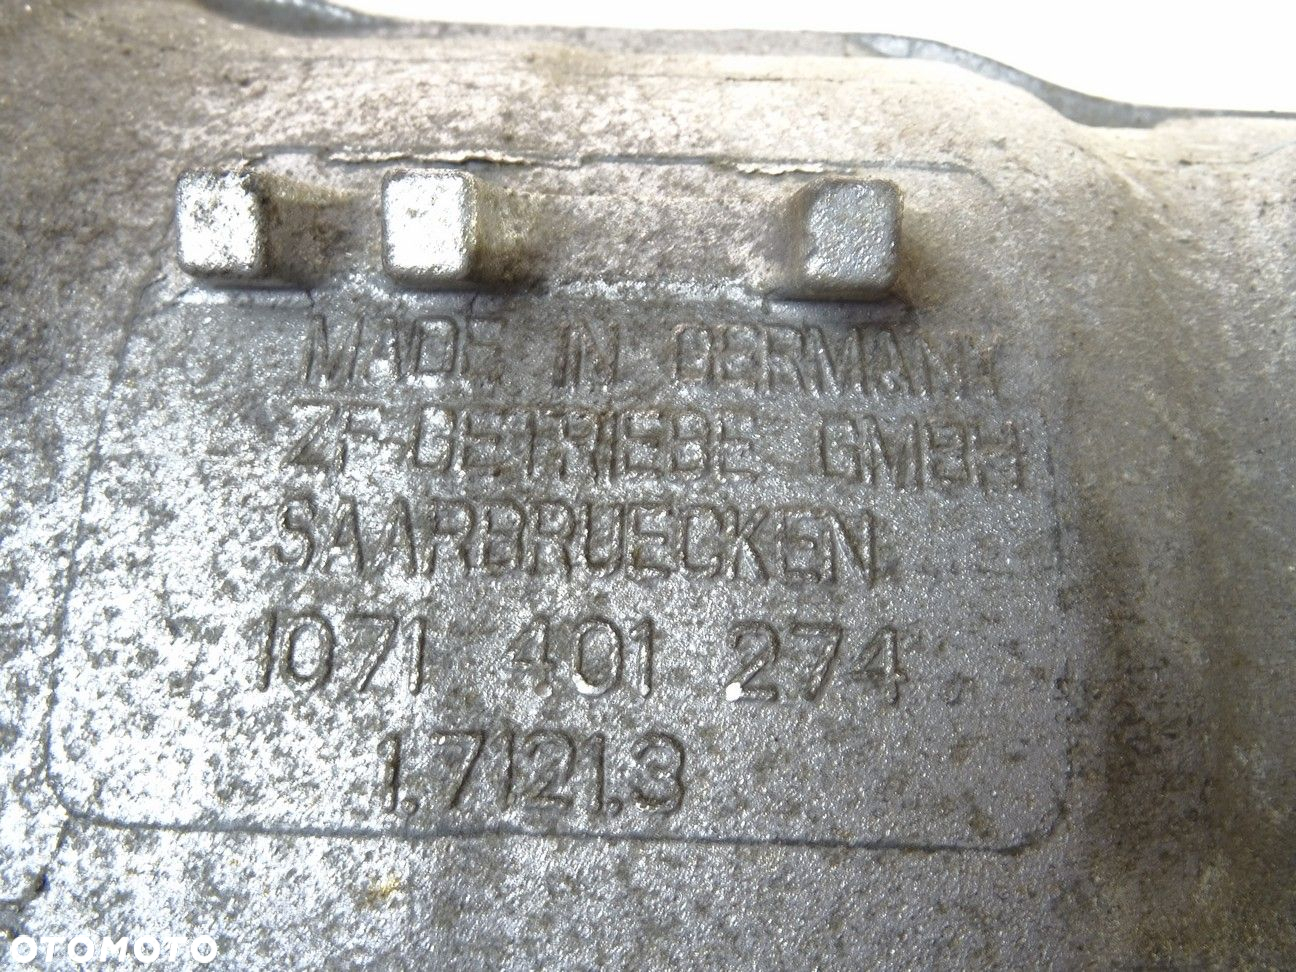 MADE IN GERMANY
ZF-GETRIEBE GMBH
SAARBRUECKEN
1071 401 274
1.7121.3
OTOMOTO